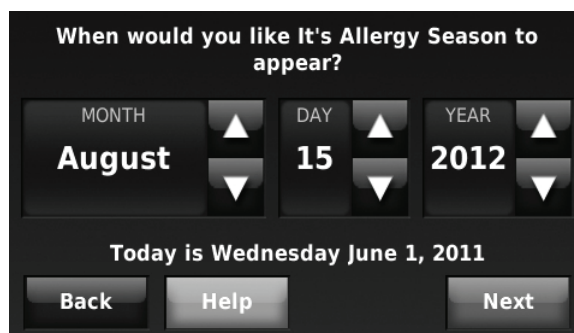 When would you like It's Allergy Season to
appear?
MONTH DAY YEAR
August 15 2012
Today is Wednesday June 1, 2011
Back Help Next